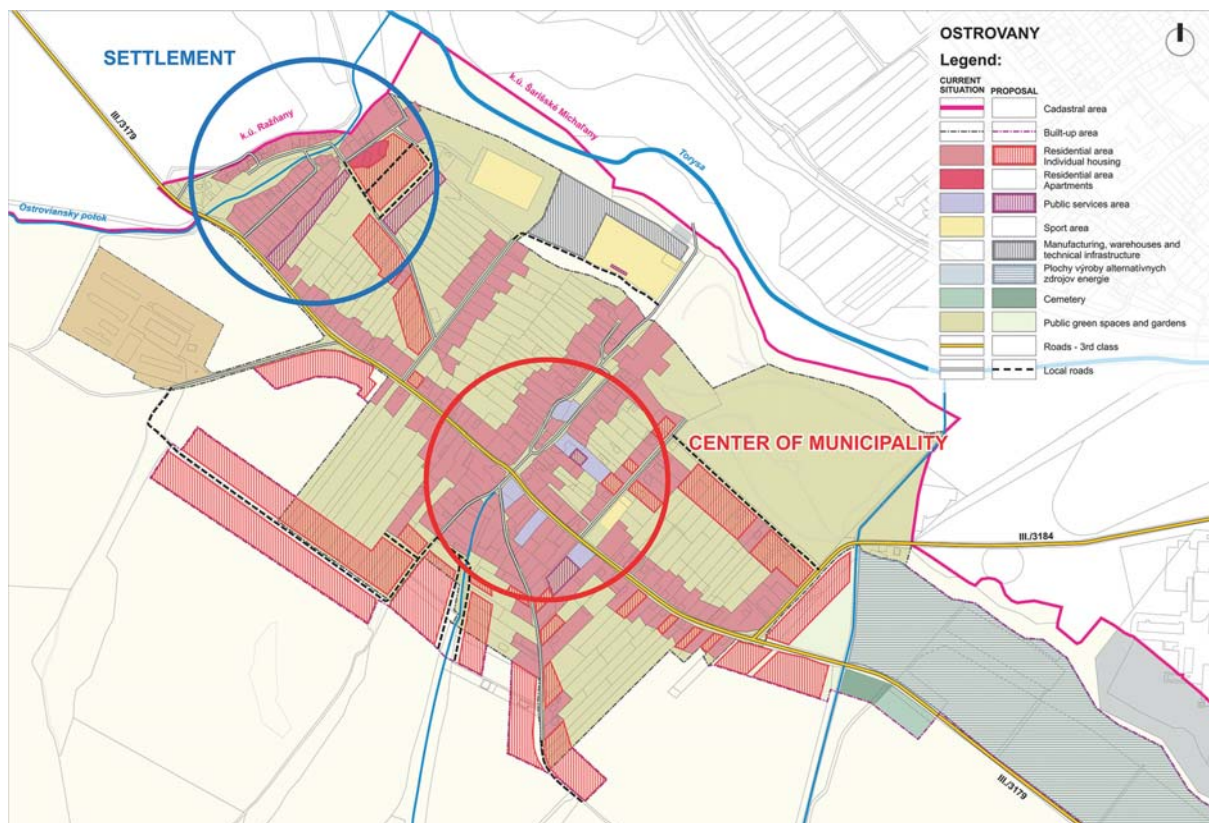 OSTROVANY
Legend:
CURRENT SITUATION
PROPOSAL
Cadastral area
Built-up area
Residential area
Individual housing
Residential area
Apartments
Public services area
Sport area
Manufacturing, warehouses and
technical infrastructure
Plochy výroby alternatívnych
zdrojov energie
Cemetery
Public green spaces and gardens
Roads - 3rd class
Local roads
SETTLEMENT
III./3179
k.ú. Ražňany
k.ú. Šarišské Michaľany
Torysa
Ostroviansky potok
CENTER OF MUNICIPALITY
III./3184
III./3179